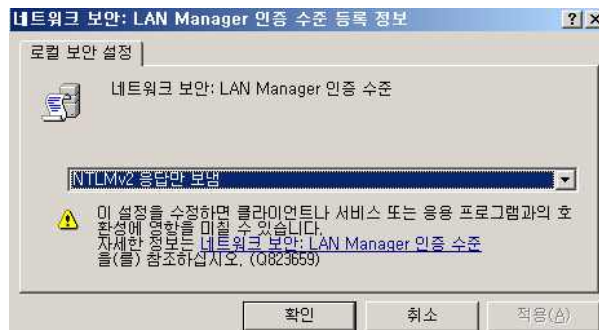 네트워크 보안: LAN Manager 인증 수준 등록 정보
로컬 보안 설정
네트워크 보안: LAN Manager 인증 수준
NTLMv2 응답만 보냄
이 설정을 수정하면 클라이언트나 서비스 또는 응용 프로그램과의 호
환성에 영향을 미칠 수 있습니다.
자세한 정보는 네트워크 보안: LAN Manager 인증 수준
을(를) 참조하십시오. (Q823659)
확인 취소 적용(A)